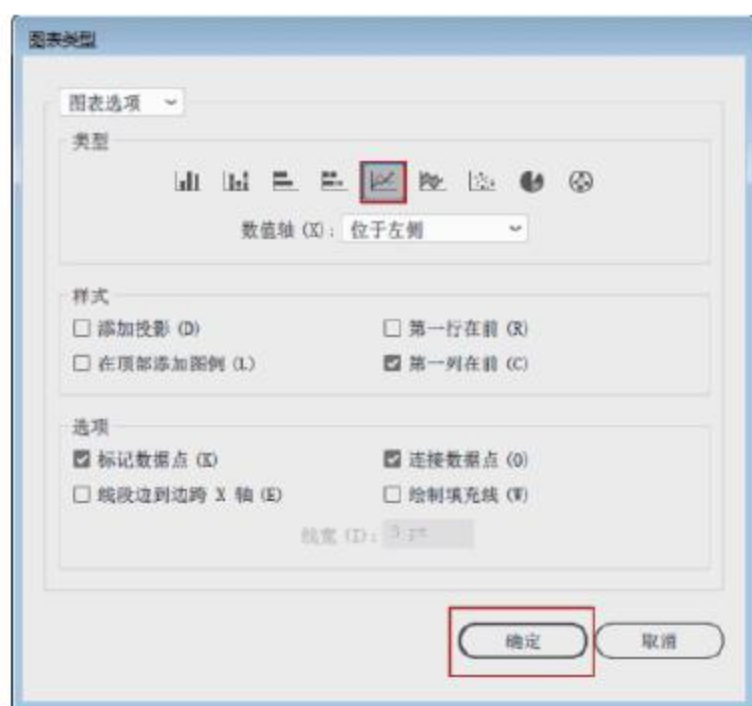 图表类型
图表选项
类型
数值轴 (X): 位于左侧
样式
添加投影 (D)
第一行在前 (R)
在顶部添加图例 (L)
第一列在前 (C)
选项
标记数据点 (K)
连接数据点 (O)
线段边到边跨 X 轴 (E)
绘制填充线 (W)
线宽 (I): 3 pt
确定
取消